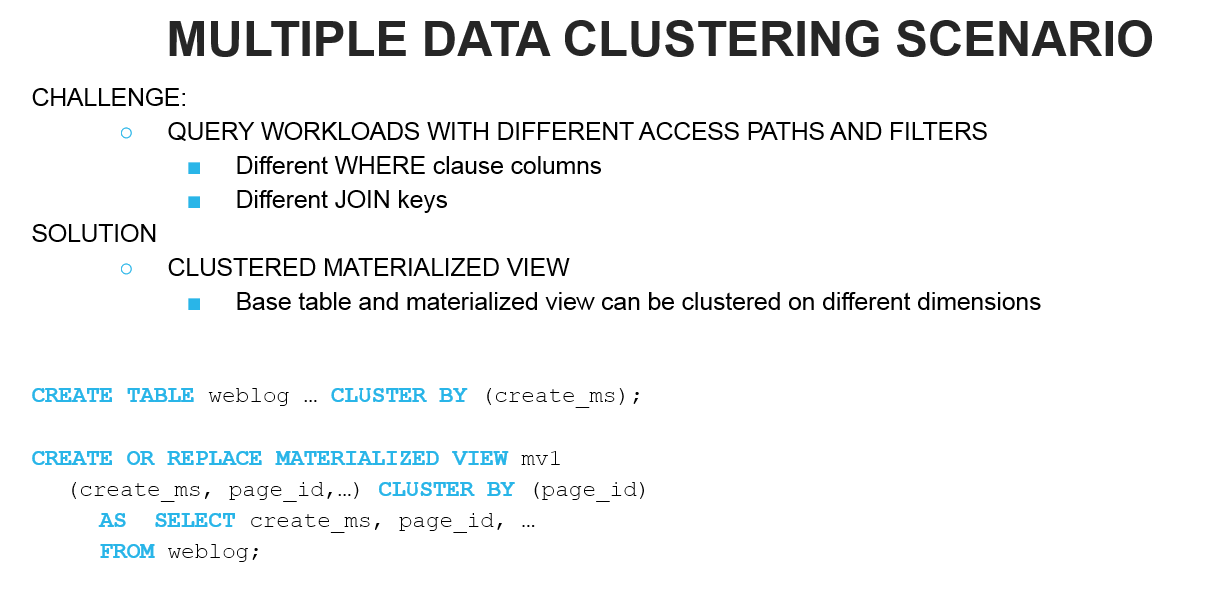 MULTIPLE DATA CLUSTERING SCENARIO
CHALLENGE:
QUERY WORKLOADS WITH DIFFERENT ACCESS PATHS AND FILTERS
Different WHERE clause columns
Different JOIN keys
SOLUTION
CLUSTERED MATERIALIZED VIEW
Base table and materialized view can be clustered on different dimensions
CREATE TABLE weblog … CLUSTER BY (create_ms);
CREATE OR REPLACE MATERIALIZED VIEW mv1
(create_ms, page_id,…) CLUSTER BY (page_id)
AS SELECT create_ms, page_id, …
FROM weblog;